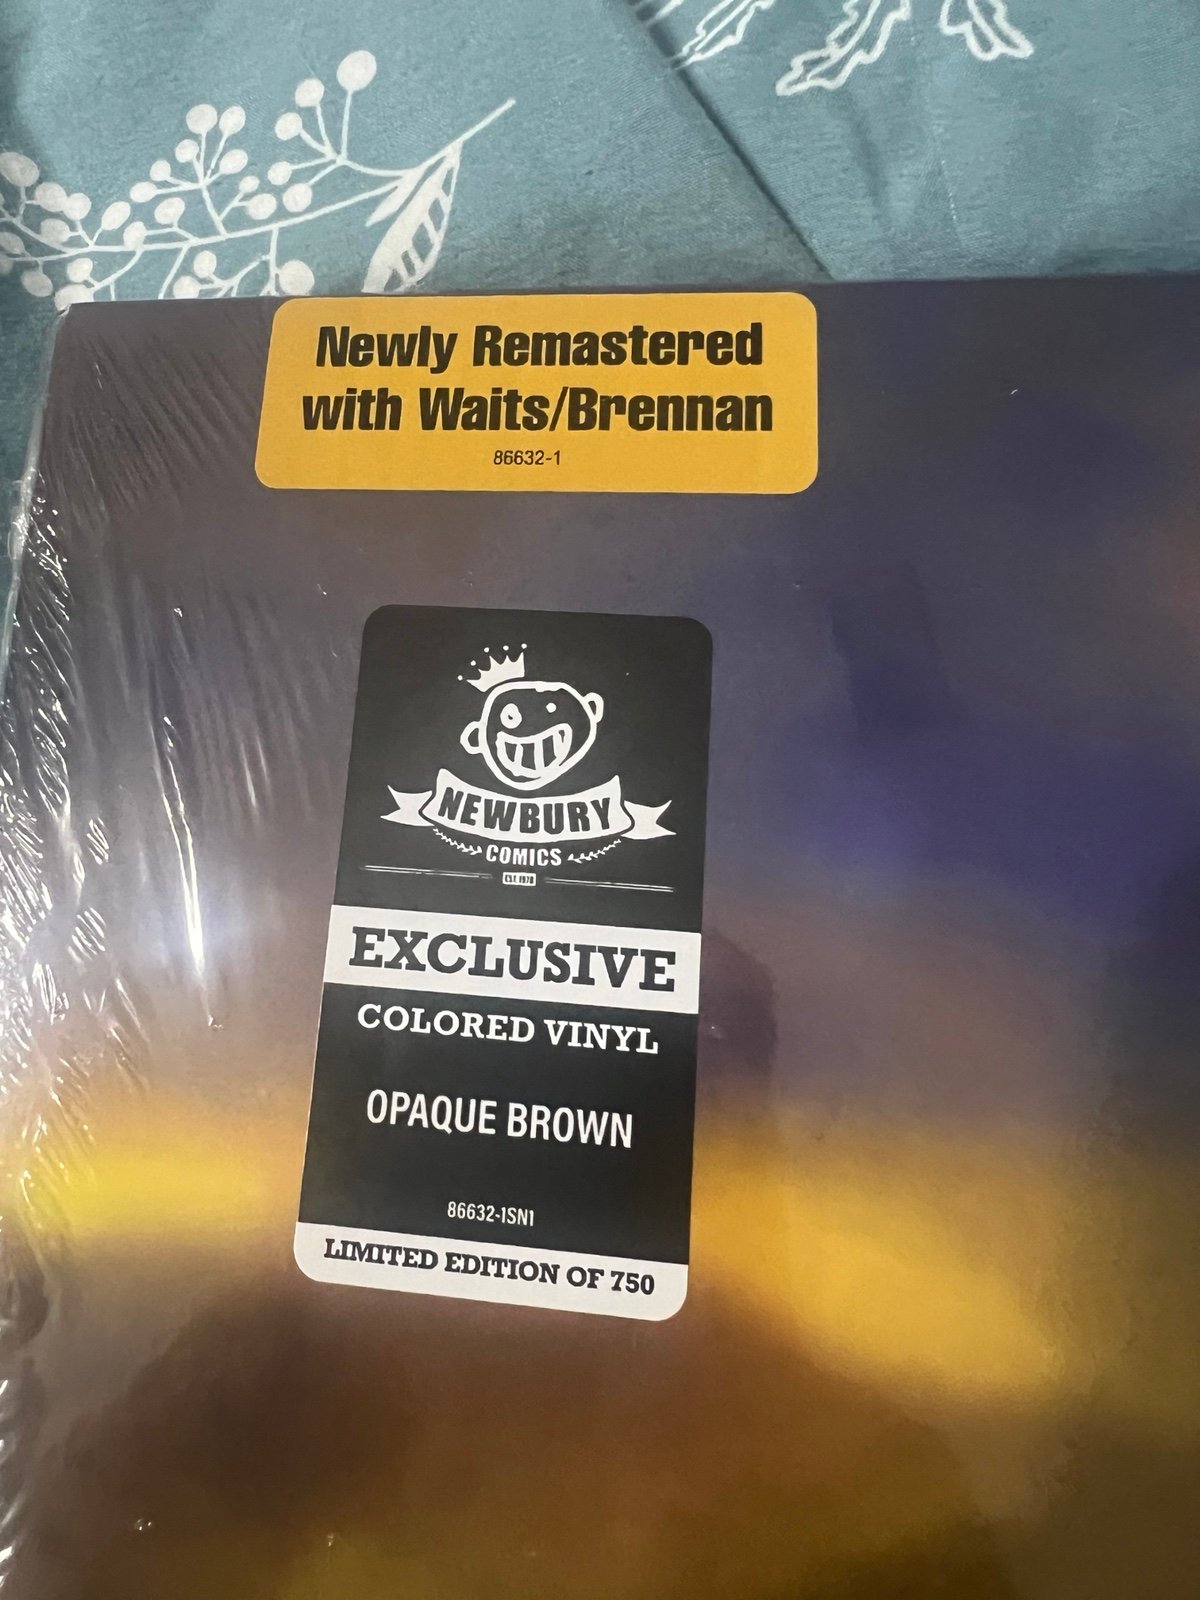 Newly Remastered
with Waits/Brennan
86632-1
NEWBURY
COMICS
EST. 1978
EXCLUSIVE
COLORED VINYL
OPAQUE BROWN
86632-1SN1
LIMITED EDITION OF 750